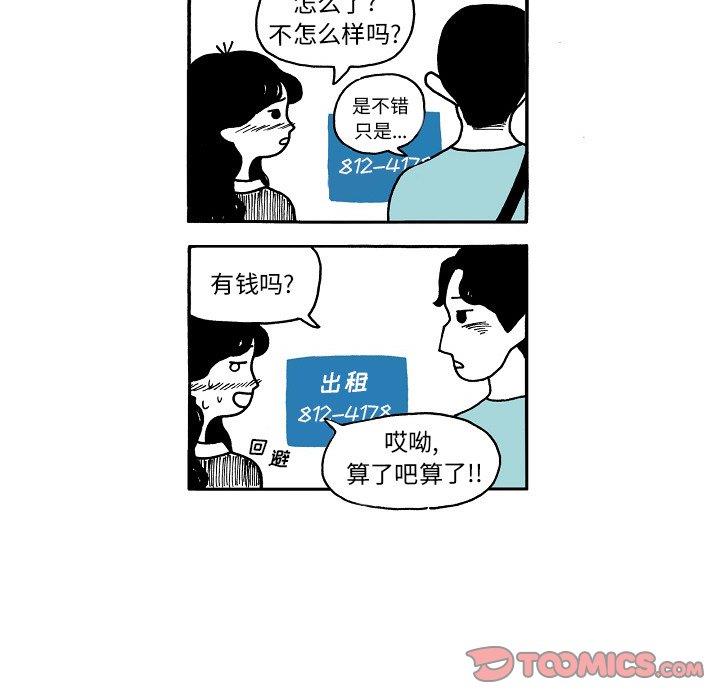 怎么了?
不怎么样吗?
是不错
只是...
812-4178
有钱吗?
出租
812-4178
回避
哎呦,
算了吧算了!!
TOOMICS.com